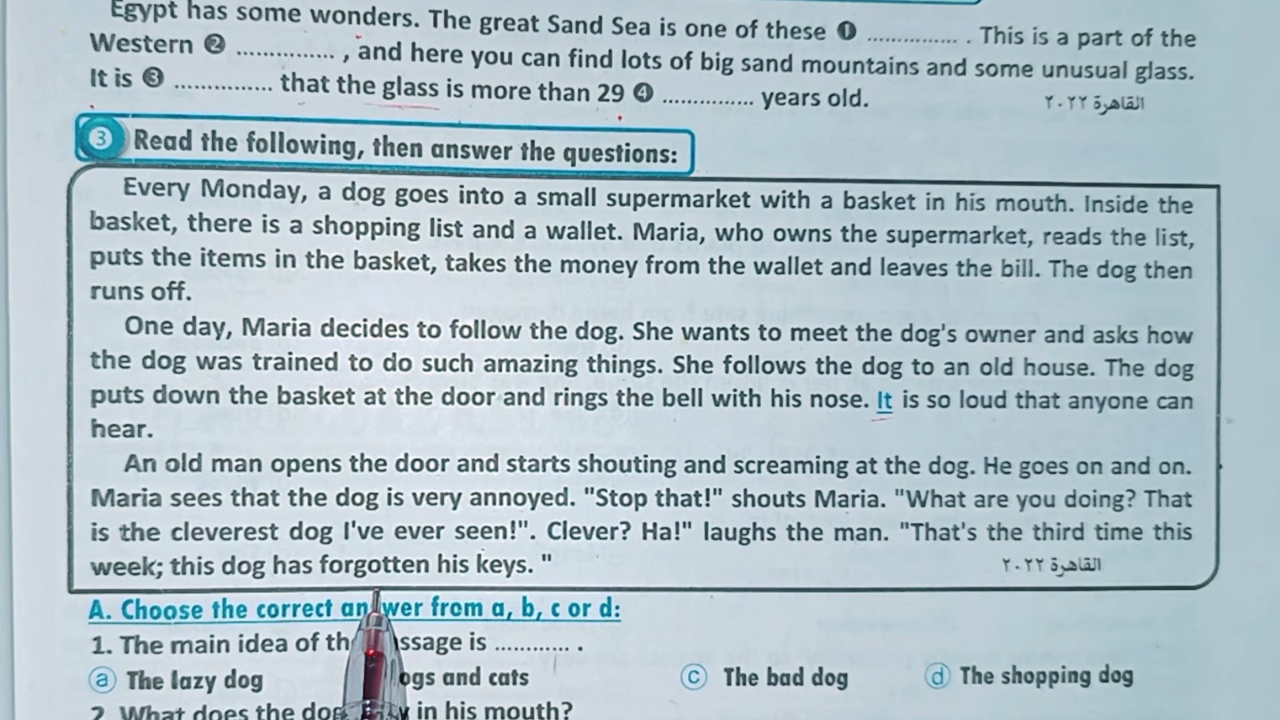 Egypt has some wonders. The great Sand Sea is one of these ❶ ............... . This is a part of the
Western ❷ .............. , and here you can find lots of big sand mountains and some unusual glass.
It is ❸ .............. that the glass is more than 29 ❹ .............. years old. القاهرة ٢٠٢٢
3 Read the following, then answer the questions:
Every Monday, a dog goes into a small supermarket with a basket in his mouth. Inside the
basket, there is a shopping list and a wallet. Maria, who owns the supermarket, reads the list,
puts the items in the basket, takes the money from the wallet and leaves the bill. The dog then
runs off.
One day, Maria decides to follow the dog. She wants to meet the dog's owner and asks how
the dog was trained to do such amazing things. She follows the dog to an old house. The dog
puts down the basket at the door and rings the bell with his nose. It is so loud that anyone can
hear.
An old man opens the door and starts shouting and screaming at the dog. He goes on and on.
Maria sees that the dog is very annoyed. "Stop that!" shouts Maria. "What are you doing? That
is the cleverest dog I've ever seen!". Clever? Ha!" laughs the man. "That's the third time this
week; this dog has forgotten his keys. " القاهرة ٢٠٢٢
A. Choose the correct an wer from a, b, c or d:
1. The main idea of th ssage is ............ .
a The lazy dog ogs and cats c The bad dog d The shopping dog
2. What does the dog in his mouth?